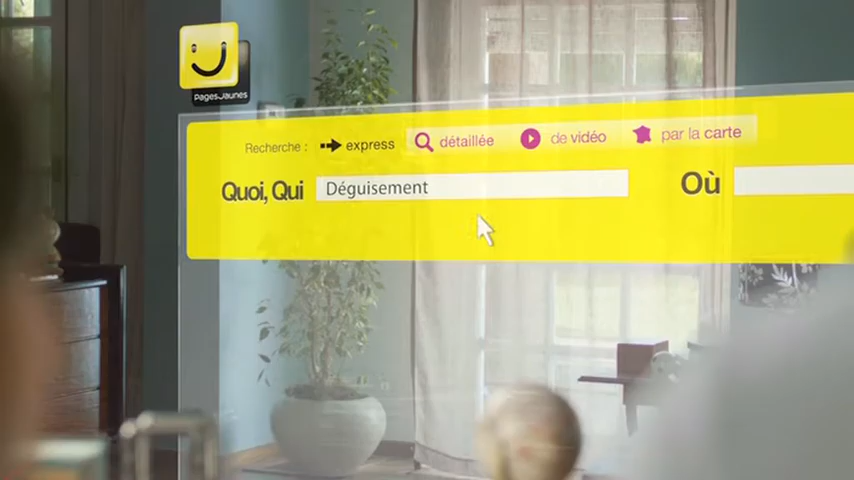 PagesJaunes
Recherche : express détaillée de vidéo par la carte
Quoi, Qui Déguisement Où